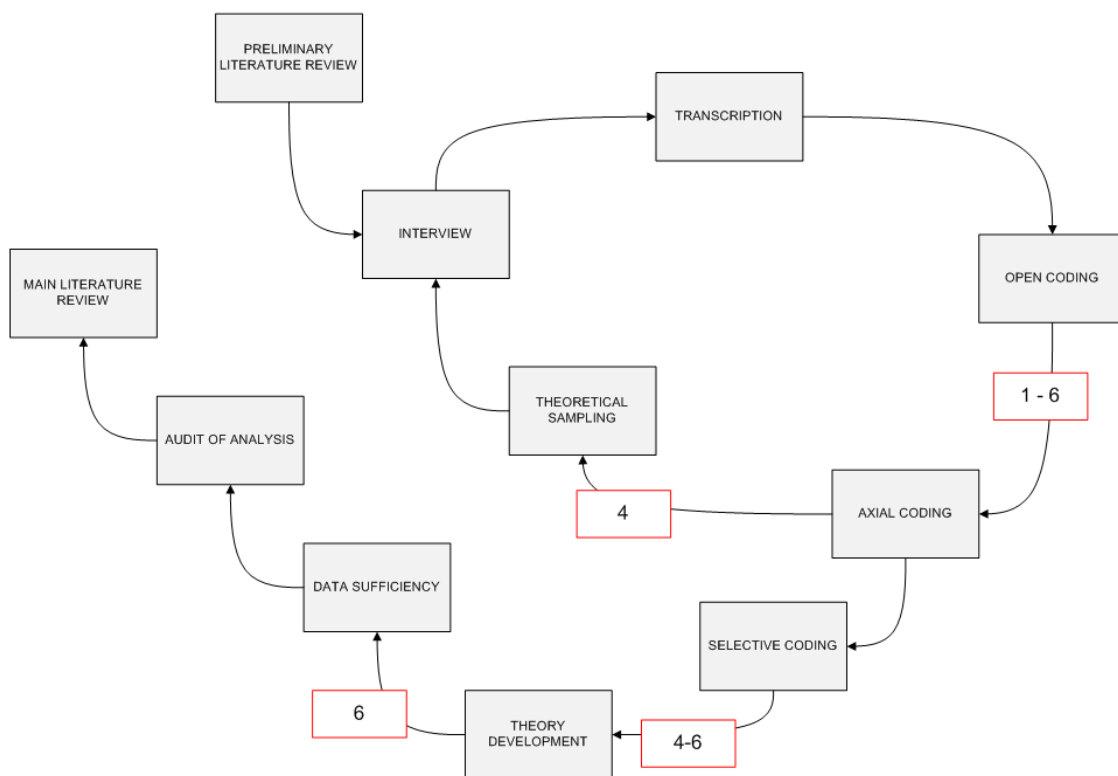 PRELIMINARY
LITERATURE REVIEW
TRANSCRIPTION
INTERVIEW
OPEN CODING
MAIN LITERATURE
REVIEW
1 - 6
THEORETICAL
SAMPLING
AUDIT OF ANALYSIS
4
AXIAL CODING
DATA SUFFICIENCY
SELECTIVE CODING
6
THEORY
DEVELOPMENT
4-6